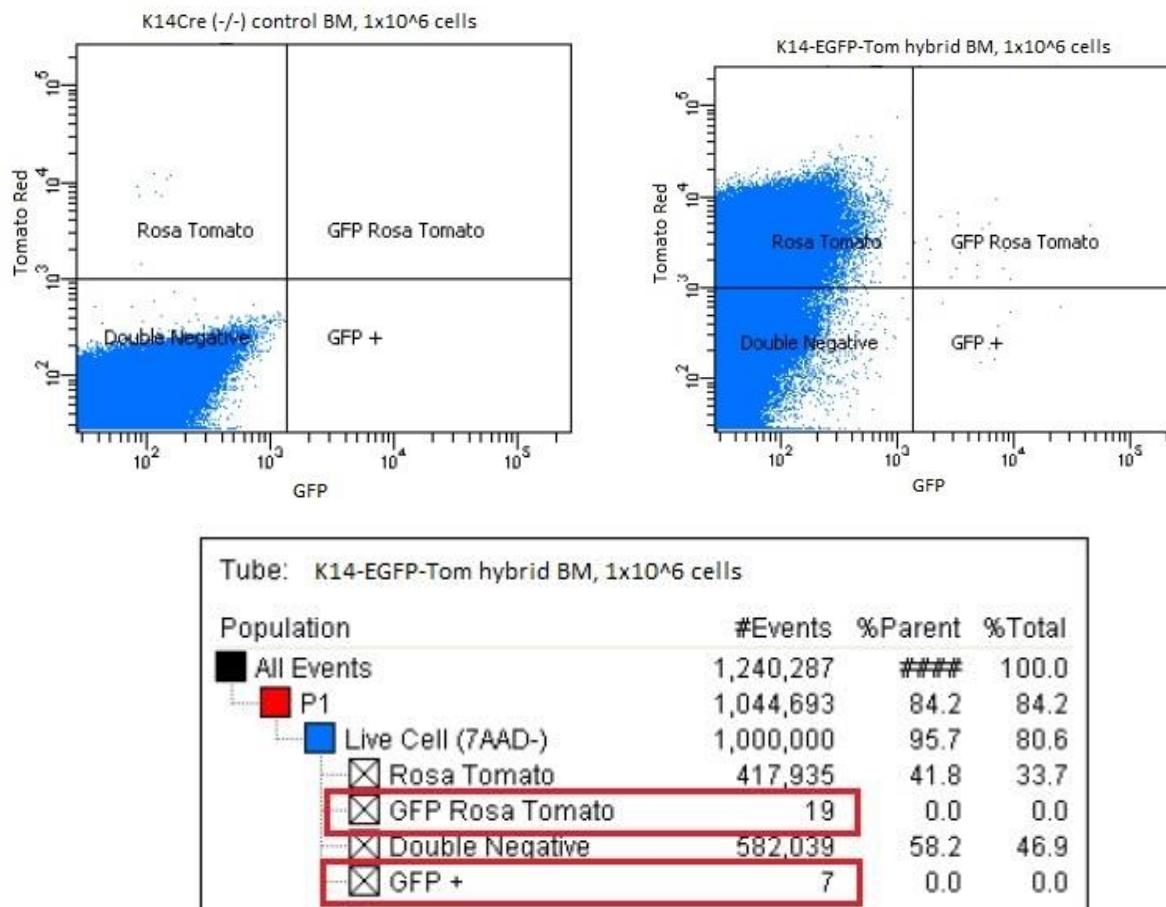 K14Cre (-/-) control BM, 1x10^6 cells
Tomato Red
10^5
10^4
10^3
10^2
Rosa Tomato
GFP Rosa Tomato
Double Negative
GFP +
10^2
10^3
10^4
10^5
GFP
K14-EGFP-Tom hybrid BM, 1x10^6 cells
Tomato Red
10^5
10^4
10^3
10^2
Rosa Tomato
GFP Rosa Tomato
Double Negative
GFP +
10^2
10^3
10^4
10^5
GFP
Tube: K14-EGFP-Tom hybrid BM, 1x10^6 cells
Population #Events %Parent %Total
All Events 1,240,287 #### 100.0
P1 1,044,693 84.2 84.2
Live Cell (7AAD-) 1,000,000 95.7 80.6
Rosa Tomato 417,935 41.8 33.7
GFP Rosa Tomato 19 0.0 0.0
Double Negative 582,039 58.2 46.9
GFP + 7 0.0 0.0